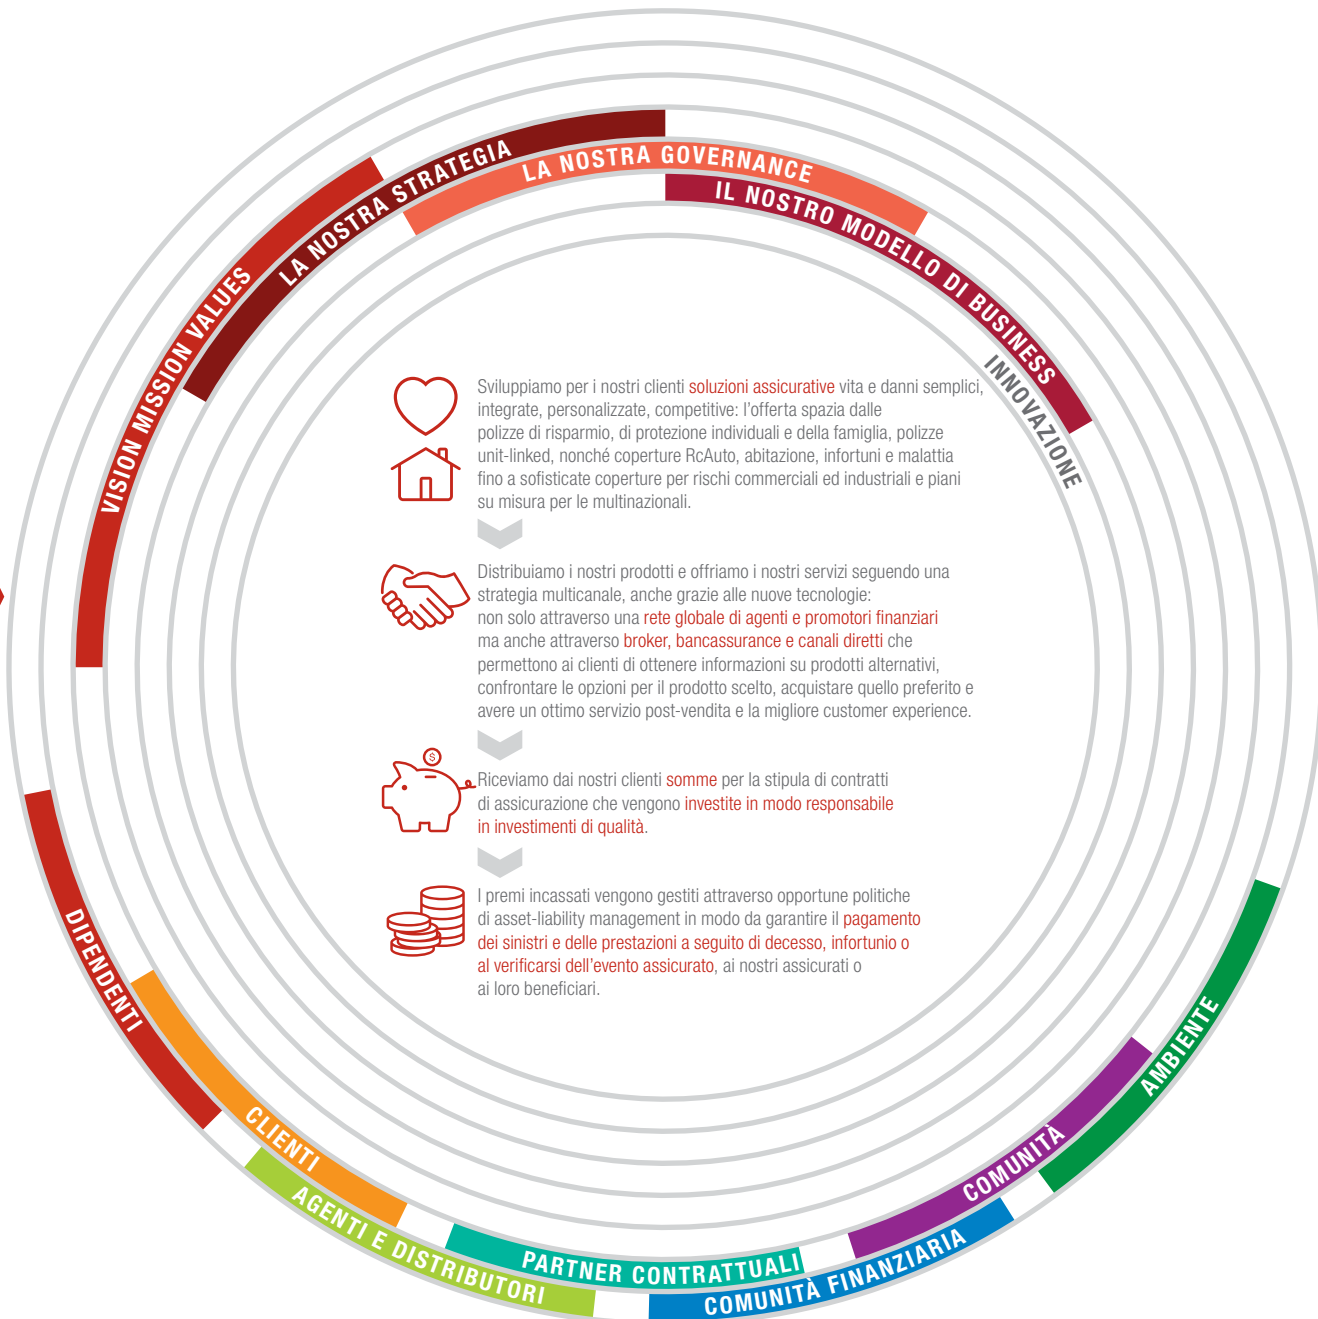 VISION MISSION VALUES
LA NOSTRA STRATEGIA
LA NOSTRA GOVERNANCE
IL NOSTRO MODELLO DI BUSINESS
INNOVAZIONE
Sviluppiamo per i nostri clienti soluzioni assicurative vita e danni semplici,
integrate, personalizzate, competitive: l'offerta spazia dalle
polizze di risparmio, di protezione individuali e della famiglia, polizze
unit-linked, nonché coperture RcAuto, abitazione, infortuni e malattia
fino a sofisticate coperture per rischi commerciali ed industriali e piani
su misura per le multinazionali.
Distribuiamo i nostri prodotti e offriamo i nostri servizi seguendo una
strategia multicanale, anche grazie alle nuove tecnologie:
non solo attraverso una rete globale di agenti e promotori finanziari
ma anche attraverso broker, bancassurance e canali diretti che
permettono ai clienti di ottenere informazioni su prodotti alternativi,
confrontare le opzioni per il prodotto scelto, acquistare quello preferito e
avere un ottimo servizio post-vendita e la migliore customer experience.
$
Riceviamo dai nostri clienti somme per la stipula di contratti
di assicurazione che vengono investite in modo responsabile
in investimenti di qualità.
I premi incassati vengono gestiti attraverso opportune politiche
di asset-liability management in modo da garantire il pagamento
dei sinistri e delle prestazioni a seguito di decesso, infortunio o
al verificarsi dell'evento assicurato, ai nostri assicurati o
ai loro beneficiari.
DIPENDENTI
CLIENTI
AGENTI E DISTRIBUTORI
PARTNER CONTRATTUALI
COMUNITÀ FINANZIARIA
COMUNITÀ
AMBIENTE